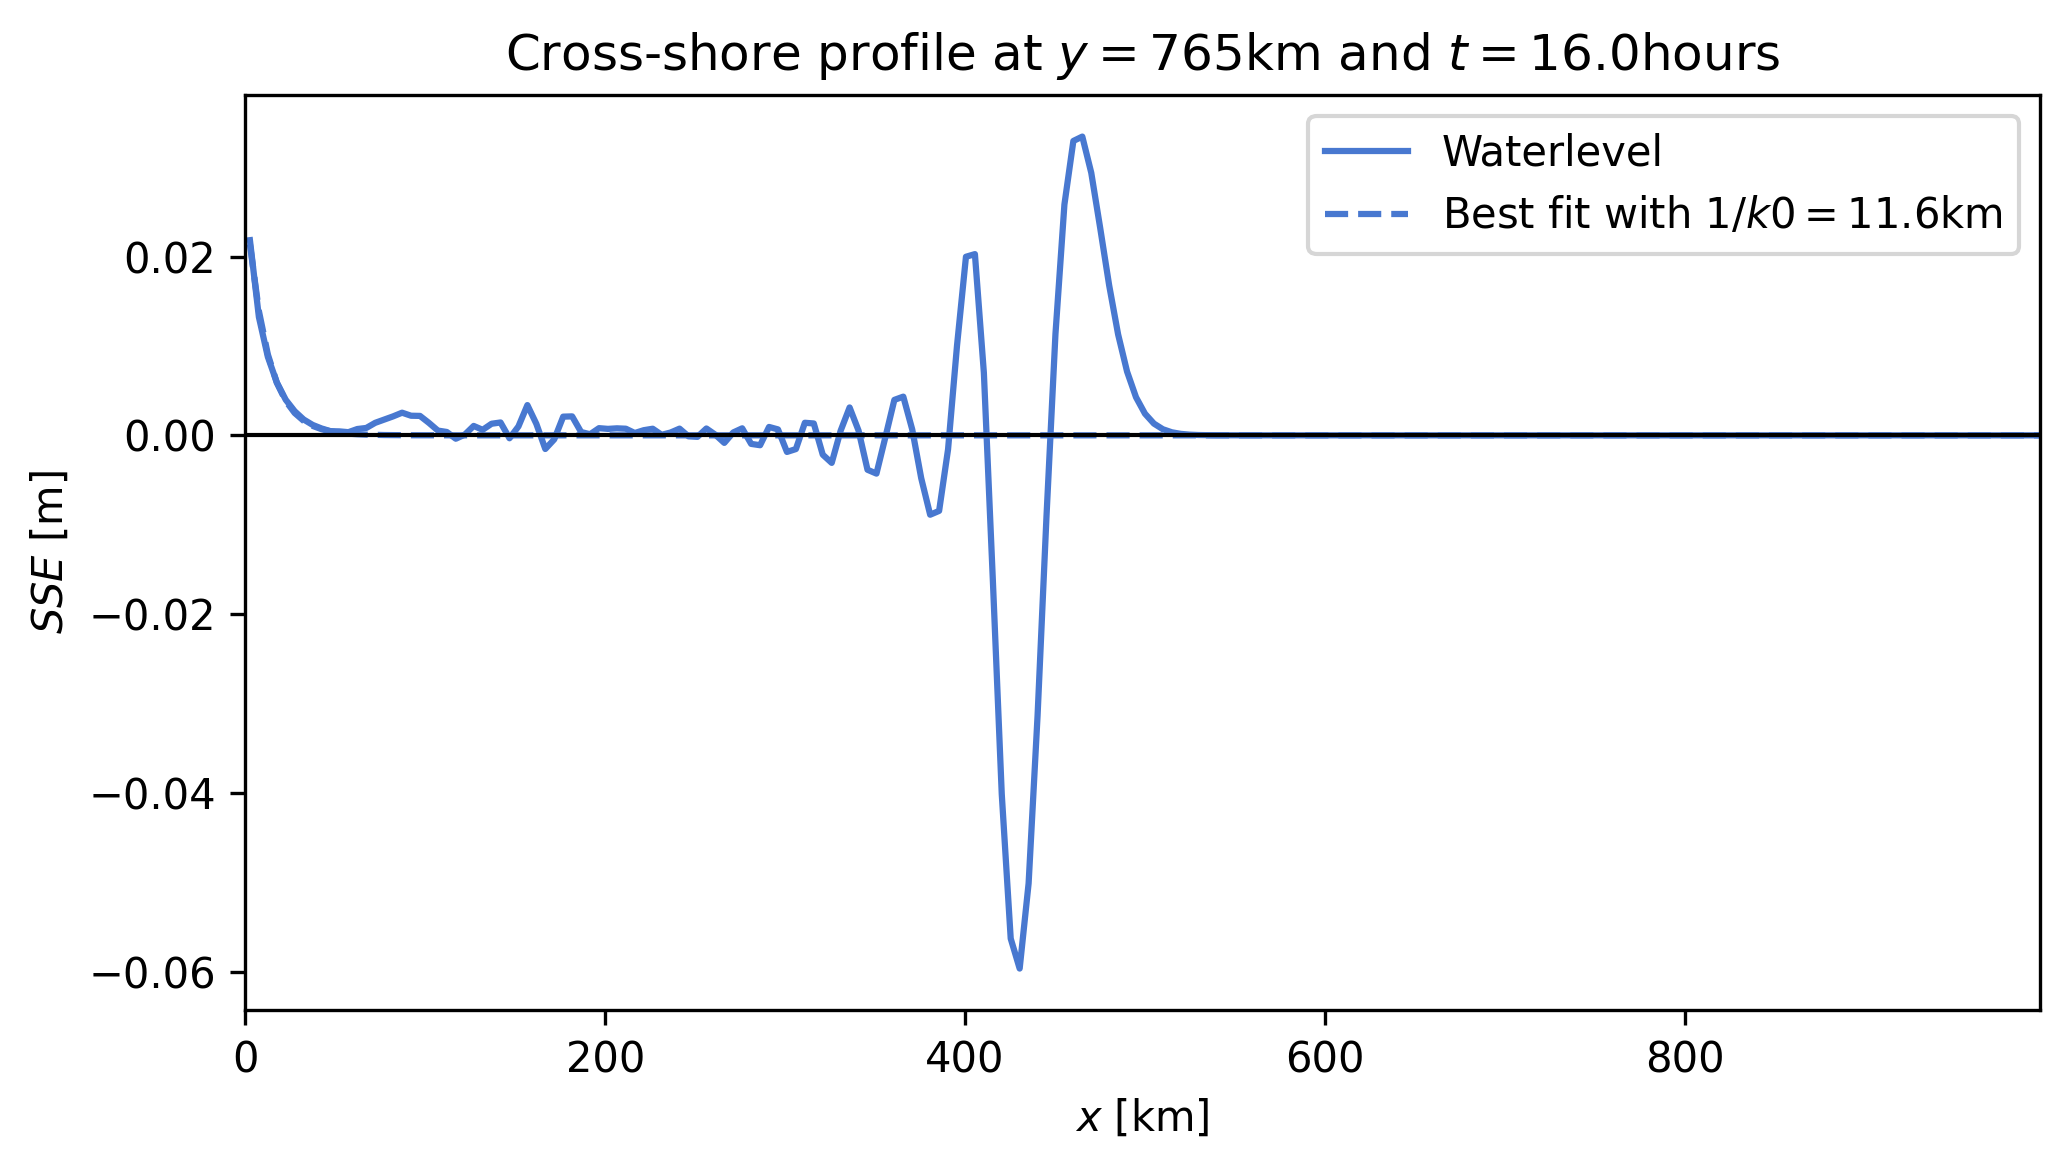 Cross-shore profile at y = 765km and t = 16.0hours
Waterlevel
Best fit with 1/k0 = 11.6km
0.02
0.00
−0.02
−0.04
−0.06
SSE [m]
0 200 400 600 800
x [km]